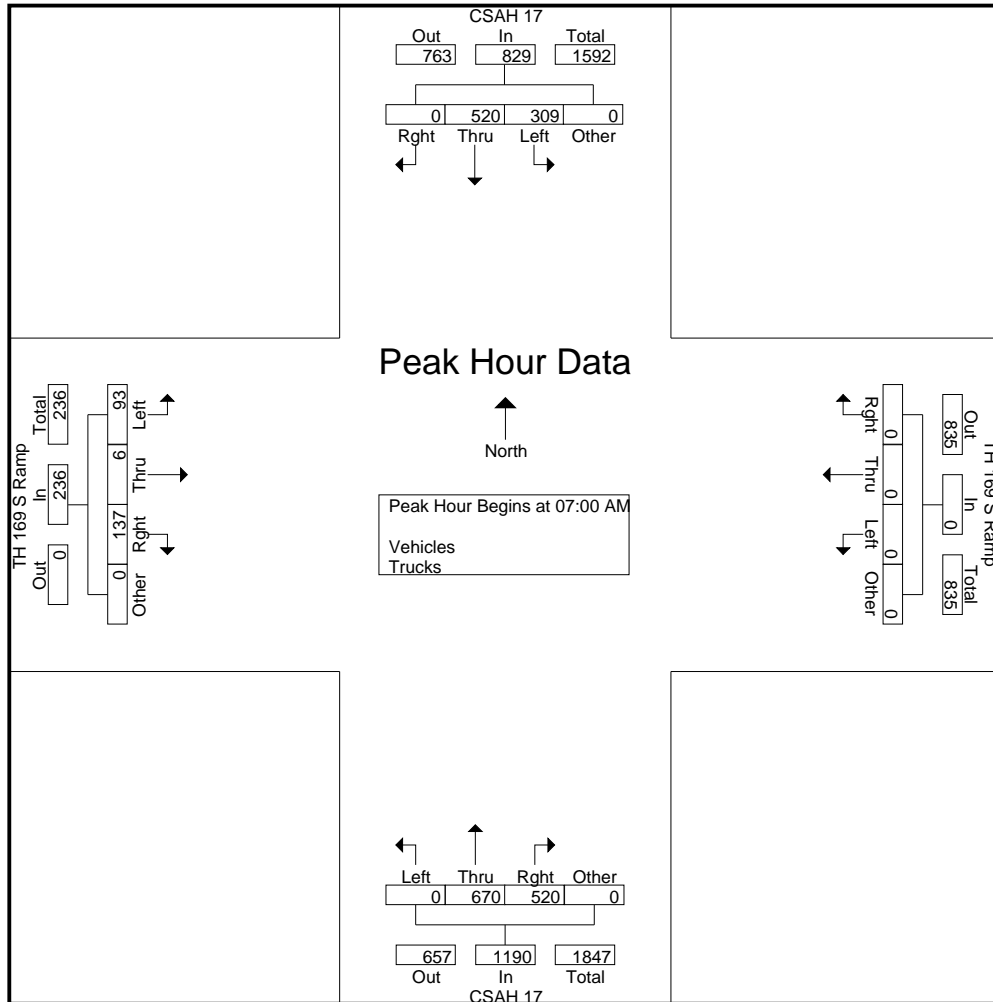 CSAH 17
Out In Total
763 829 1592
0 520 309 0
Rght Thru Left Other
Peak Hour Data
North
Peak Hour Begins at 07:00 AM
Vehicles
Trucks
TH 169 S Ramp
Total In Out
236 236 0
93 6 137 0
Left Thru Rght Other
Rght Thru Left Other
0 0 0 0
Out In Total
835 0 835
TH 169 S Ramp
Left Thru Rght Other
0 670 520 0
657 1190 1847
Out In Total
CSAH 17